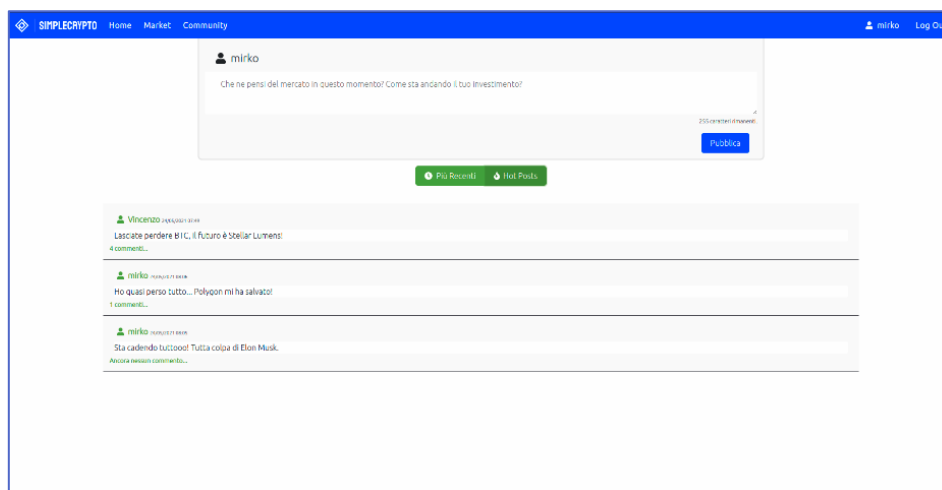 SIMPLECRYPTO Home Market Community mirko Log Ou
mirko
Che ne pensi del mercato in questo momento? Come sta andando il tuo investimento?
255 caratteri rimanenti.
Pubblica
Più Recenti Hot Posts
Vincenzo
Lasciate perdere BTC, il futuro è Stellar Lumens!
4 commenti...
mirko
Ho quasi perso tutto... Polygon mi ha salvato!
1 commenti...
mirko
Sta cadendo tuttooo! Tutta colpa di Elon Musk.
Ancora nessun commento...